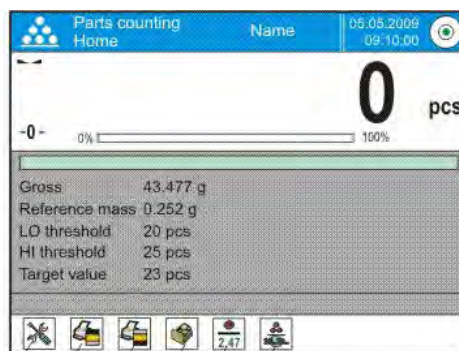 Parts counting Name 05.05.2009
Home 09:10:00
0 pcs
-0- 0% 100%
Gross 43.477 g
Reference mass 0.252 g
LO threshold 20 pcs
HI threshold 25 pcs
Target value 23 pcs
2,47